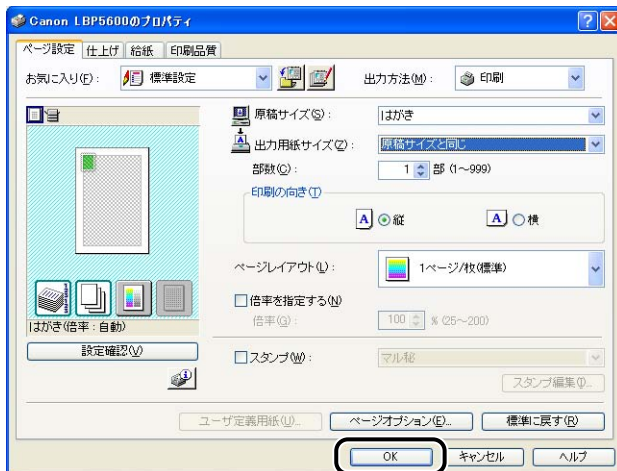 Canon LBP5600のプロパティ
ページ設定 仕上げ 給紙 印刷品質
お気に入り(F): 標準設定 出力方法(M): 印刷
原稿サイズ(S): はがき
出力用紙サイズ(Z): 原稿サイズと同じ
部数(C): 1 部 (1～999)
印刷の向き(T)
A 縦 A 横
ページレイアウト(L): 1ページ/枚(標準)
倍率を指定する(N)
倍率(G): 100 % (25～200)
はがき(倍率:自動)
設定確認(V)
スタンプ(W): マル秘
スタンプ編集(I)...
ユーザ定義用紙(U)... ページオプション(E)... 標準に戻す(R)
OK キャンセル ヘルプ